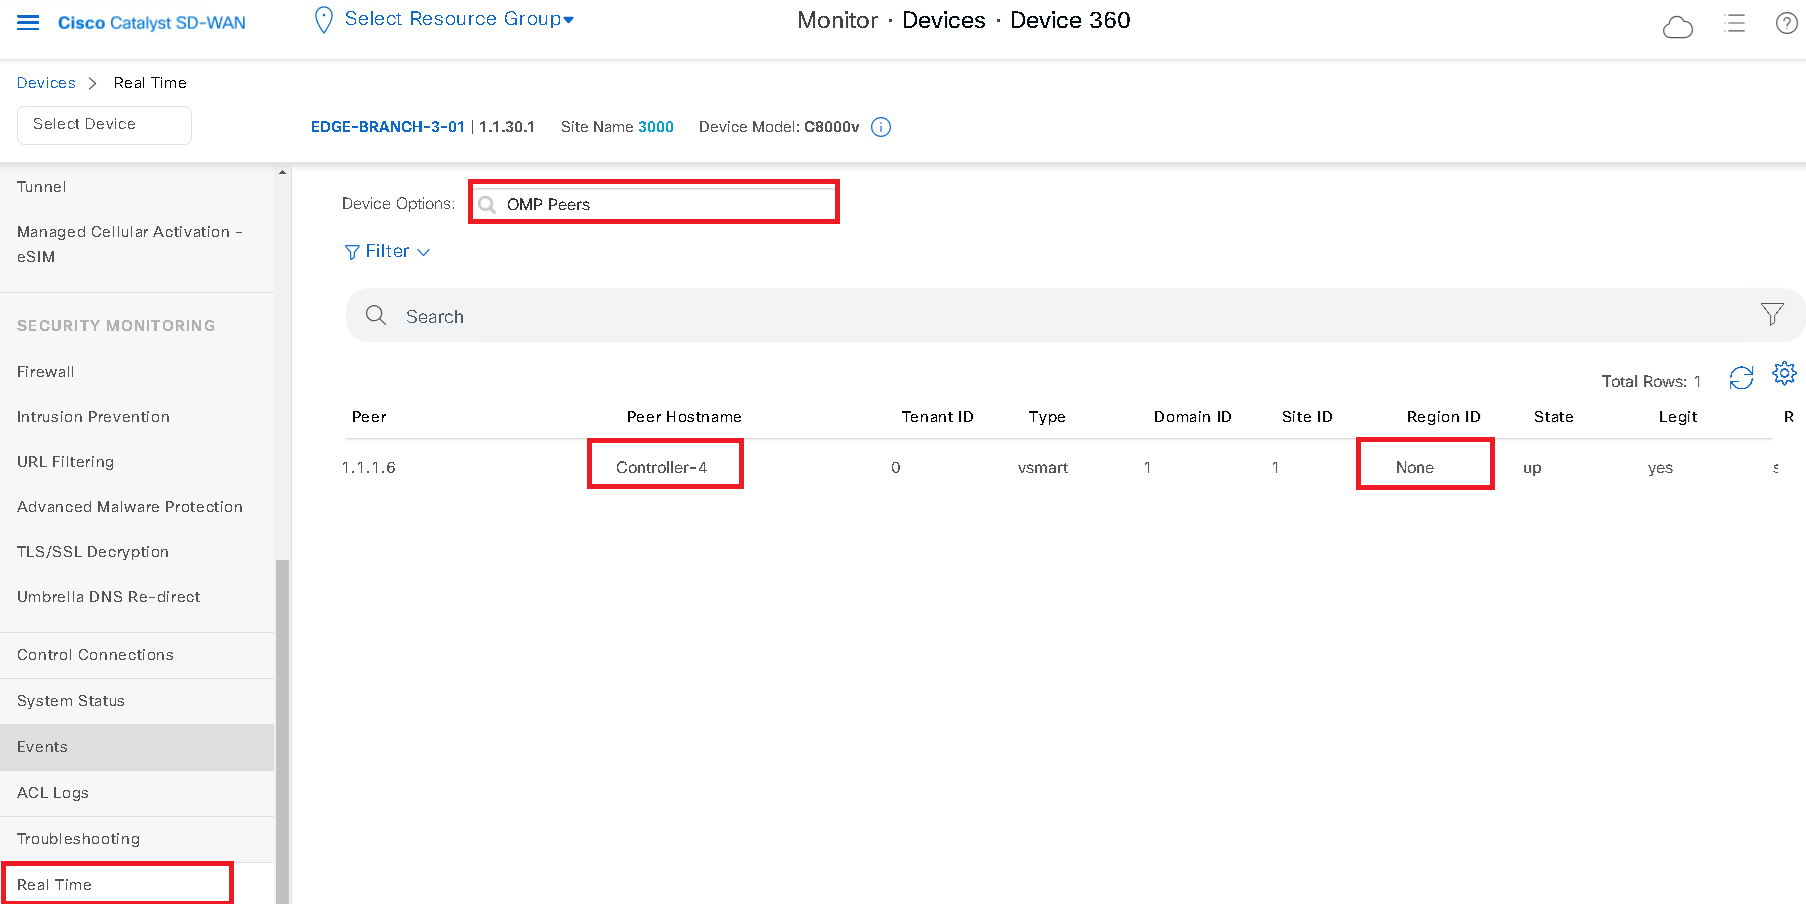 Cisco Catalyst SD-WAN
Select Resource Group
Monitor · Devices · Device 360
Devices > Real Time
Select Device
EDGE-BRANCH-3-01 | 1.1.30.1 Site Name 3000 Device Model: C8000v
Tunnel
Managed Cellular Activation -
eSIM
SECURITY MONITORING
Firewall
Intrusion Prevention
URL Filtering
Advanced Malware Protection
TLS/SSL Decryption
Umbrella DNS Re-direct
Control Connections
System Status
Events
ACL Logs
Troubleshooting
Real Time
Device Options: OMP Peers
Filter
Search
Total Rows: 1
Peer Peer Hostname Tenant ID Type Domain ID Site ID Region ID State Legit R
1.1.1.6 Controller-4 0 vsmart 1 1 None up yes s